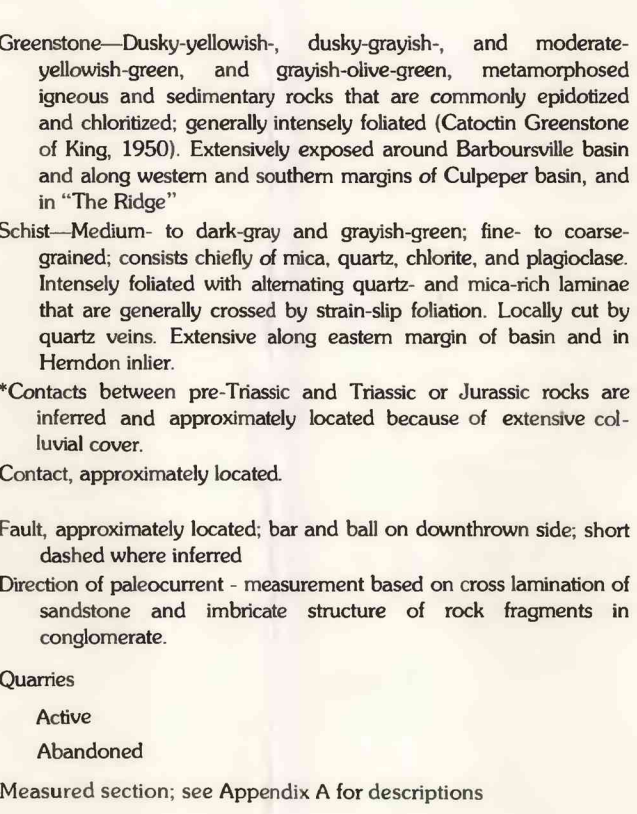 Greenstone—Dusky-yellowish-, dusky-grayish-, and moderate-
yellowish-green, and grayish-olive-green, metamorphosed
igneous and sedimentary rocks that are commonly epidotized
and chloritized; generally intensely foliated (Catoctin Greenstone
of King, 1950). Extensively exposed around Barboursville basin
and along western and southern margins of Culpeper basin, and
in “The Ridge”
Schist—Medium- to dark-gray and grayish-green; fine- to coarse-
grained; consists chiefly of mica, quartz, chlorite, and plagioclase.
Intensely foliated with alternating quartz- and mica-rich laminae
that are generally crossed by strain-slip foliation. Locally cut by
quartz veins. Extensive along eastern margin of basin and in
Herndon inlier.
*Contacts between pre-Triassic and Triassic or Jurassic rocks are
inferred and approximately located because of extensive col-
luvial cover.
Contact, approximately located.
Fault, approximately located; bar and ball on downthrown side; short
dashed where inferred
Direction of paleocurrent - measurement based on cross lamination of
sandstone and imbricate structure of rock fragments in
conglomerate.
Quarries
Active
Abandoned
Measured section; see Appendix A for descriptions